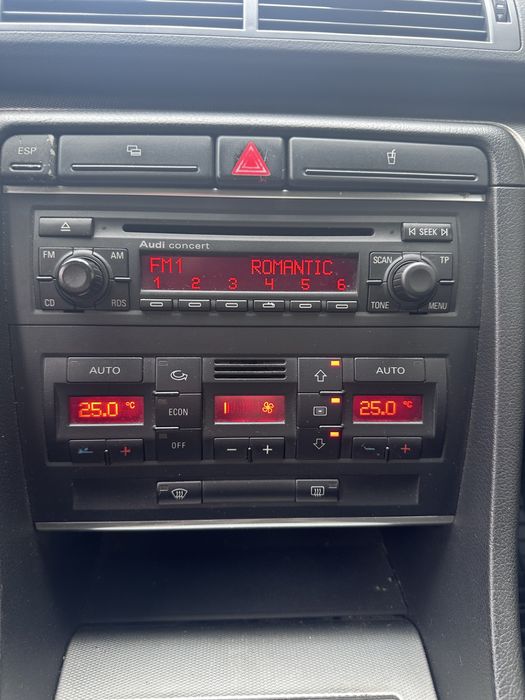 ESP
SEEK
Audi concert
FM AM
FM1 ROMANTIC
SCAN TP
1 2 3 4 5 6
CD RDS
TONE MENU
AUTO
AUTO
25.0 °C
ECON
25.0 °C
OFF
− +